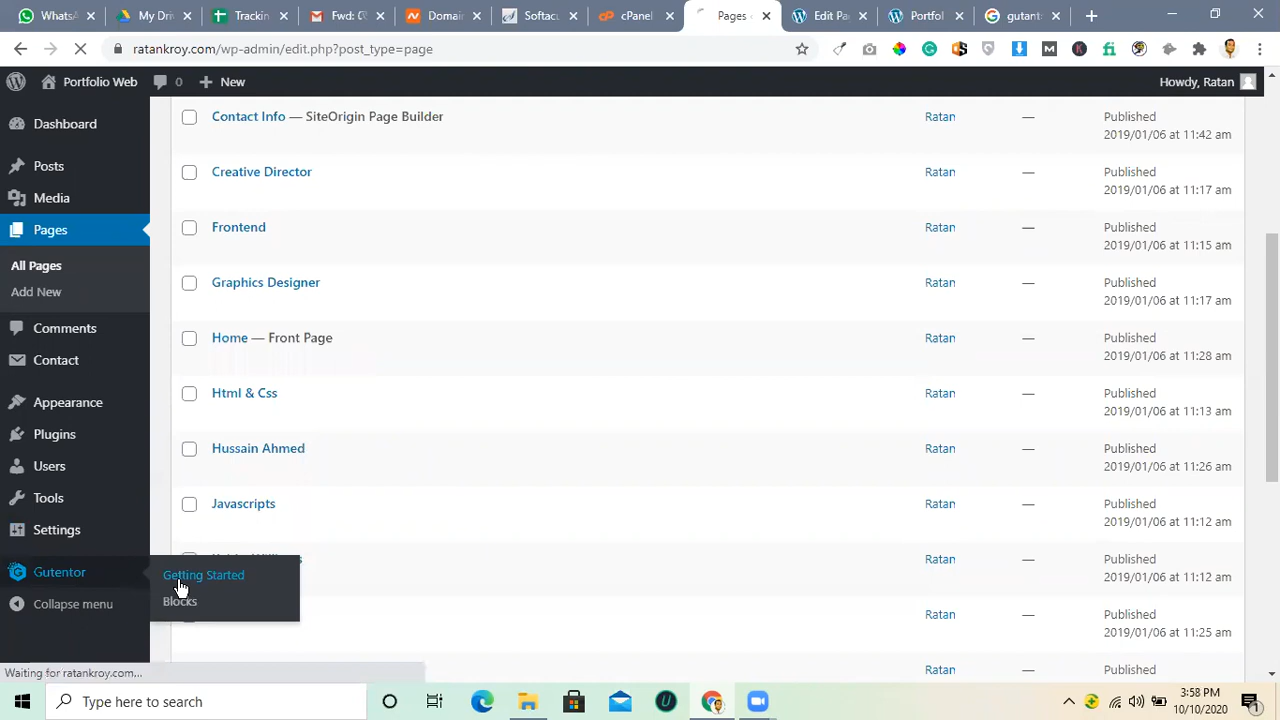 My Dri
Trackin
Fwd: C
Domai
Softac
cPanel
Pages
Edit Pa
Portfol
gutant
ratankroy.com/wp-admin/edit.php?post_type=page
Portfolio Web
0
New
Howdy, Ratan
Dashboard
Posts
Media
Pages
All Pages
Add New
Comments
Contact
Appearance
Plugins
Users
Tools
Settings
Gutentor
Collapse menu
Getting Started
Blocks
Contact Info — SiteOrigin Page Builder Ratan — Published
2019/01/06 at 11:42 am
Creative Director Ratan — Published
2019/01/06 at 11:17 am
Frontend Ratan — Published
2019/01/06 at 11:15 am
Graphics Designer Ratan — Published
2019/01/06 at 11:17 am
Home — Front Page Ratan — Published
2019/01/06 at 11:28 am
Html & Css Ratan — Published
2019/01/06 at 11:13 am
Hussain Ahmed Ratan — Published
2019/01/06 at 11:26 am
Javascripts Ratan — Published
2019/01/06 at 11:12 am
Ratan — Published
2019/01/06 at 11:12 am
Ratan — Published
2019/01/06 at 11:25 am
Ratan — Published
Waiting for ratankroy.com...
Type here to search
3:58 PM
10/10/2020